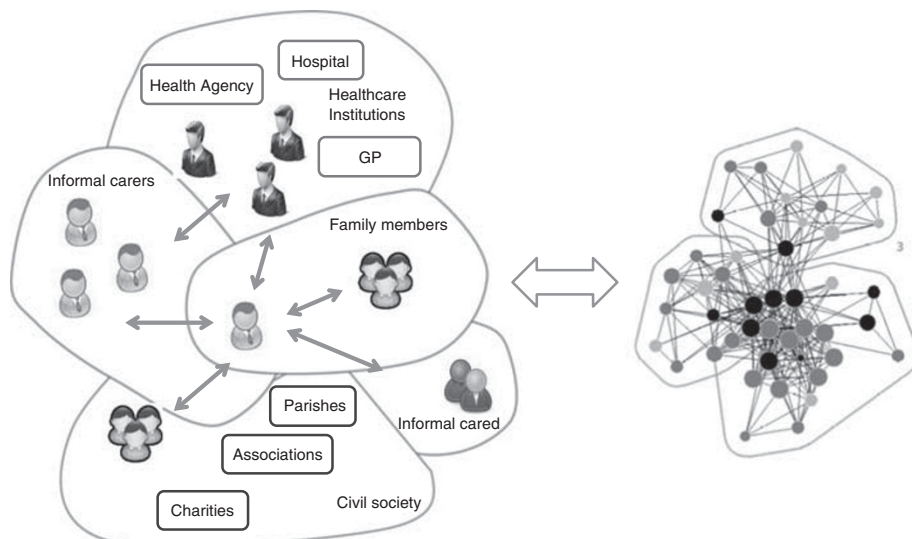 Hospital
Health Agency
Healthcare
Institutions
GP
Informal carers
Family members
3
Parishes
Informal cared
Associations
Civil society
Charities